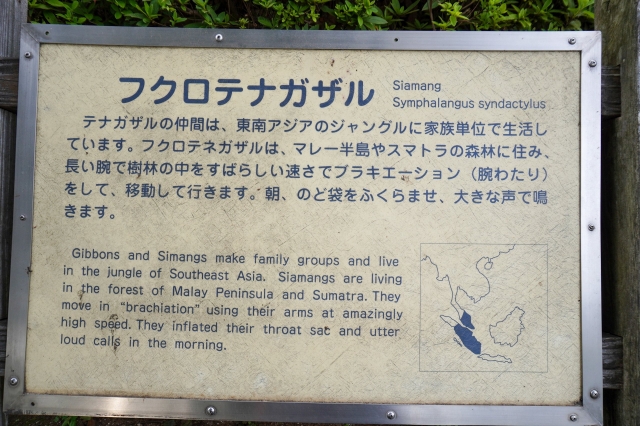 フクロテナガザル
Siamang
Symphalangus syndactylus
テナガザルの仲間は、東南アジアのジャングルに家族単位で生活し
ています。フクロテネガザルは、マレー半島やスマトラの森林に住み、
長い腕で樹林の中をすばらしい速さでブラキエーション（腕わたり）
をして、移動して行きます。朝、のど袋をふくらませ、大きな声で鳴
きます。
Gibbons and Simangs make family groups and live
in the jungle of Southeast Asia. Siamangs are living
in the forest of Malay Peninsula and Sumatra. They
move in “brachiation” using their arms at amazingly
high speed. They inflated their throat sac and utter
loud calls in the morning.